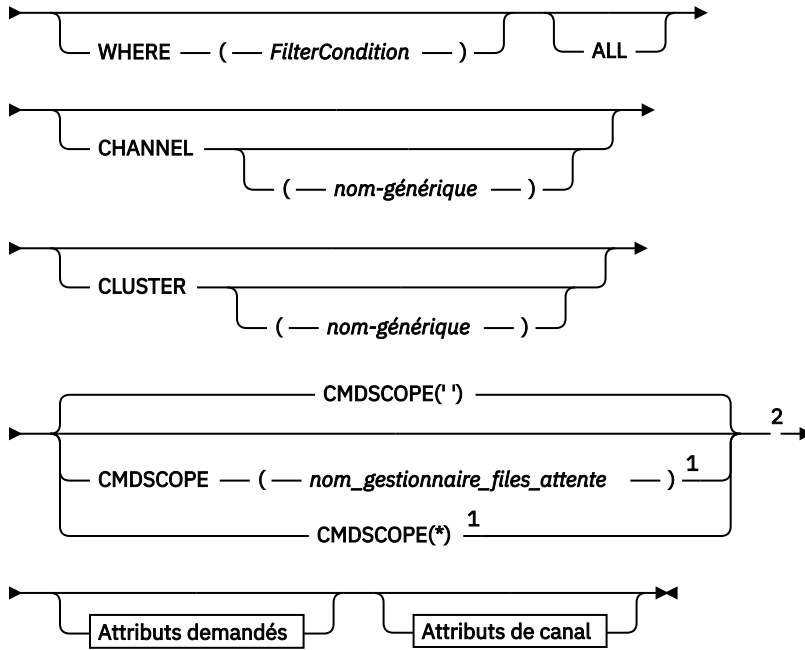 WHERE ( FilterCondition ) ALL
CHANNEL
( nom-générique )
CLUSTER
( nom-générique )
CMDSCOPE(' ')
2
CMDSCOPE ( nom_gestionnaire_files_attente ) 1
CMDSCOPE(*) 1
Attributs demandés Attributs de canal